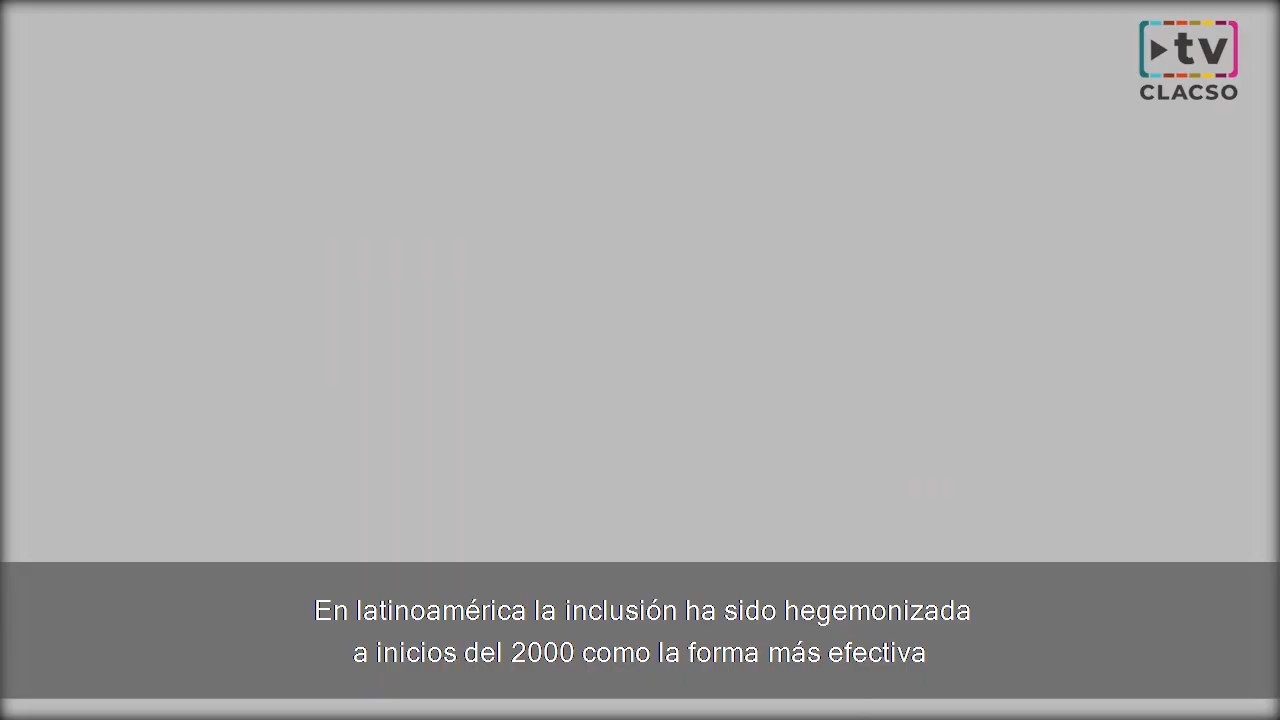 tv
CLACSO
En latinoamérica la inclusión ha sido hegemonizada
a inicios del 2000 como la forma más efectiva